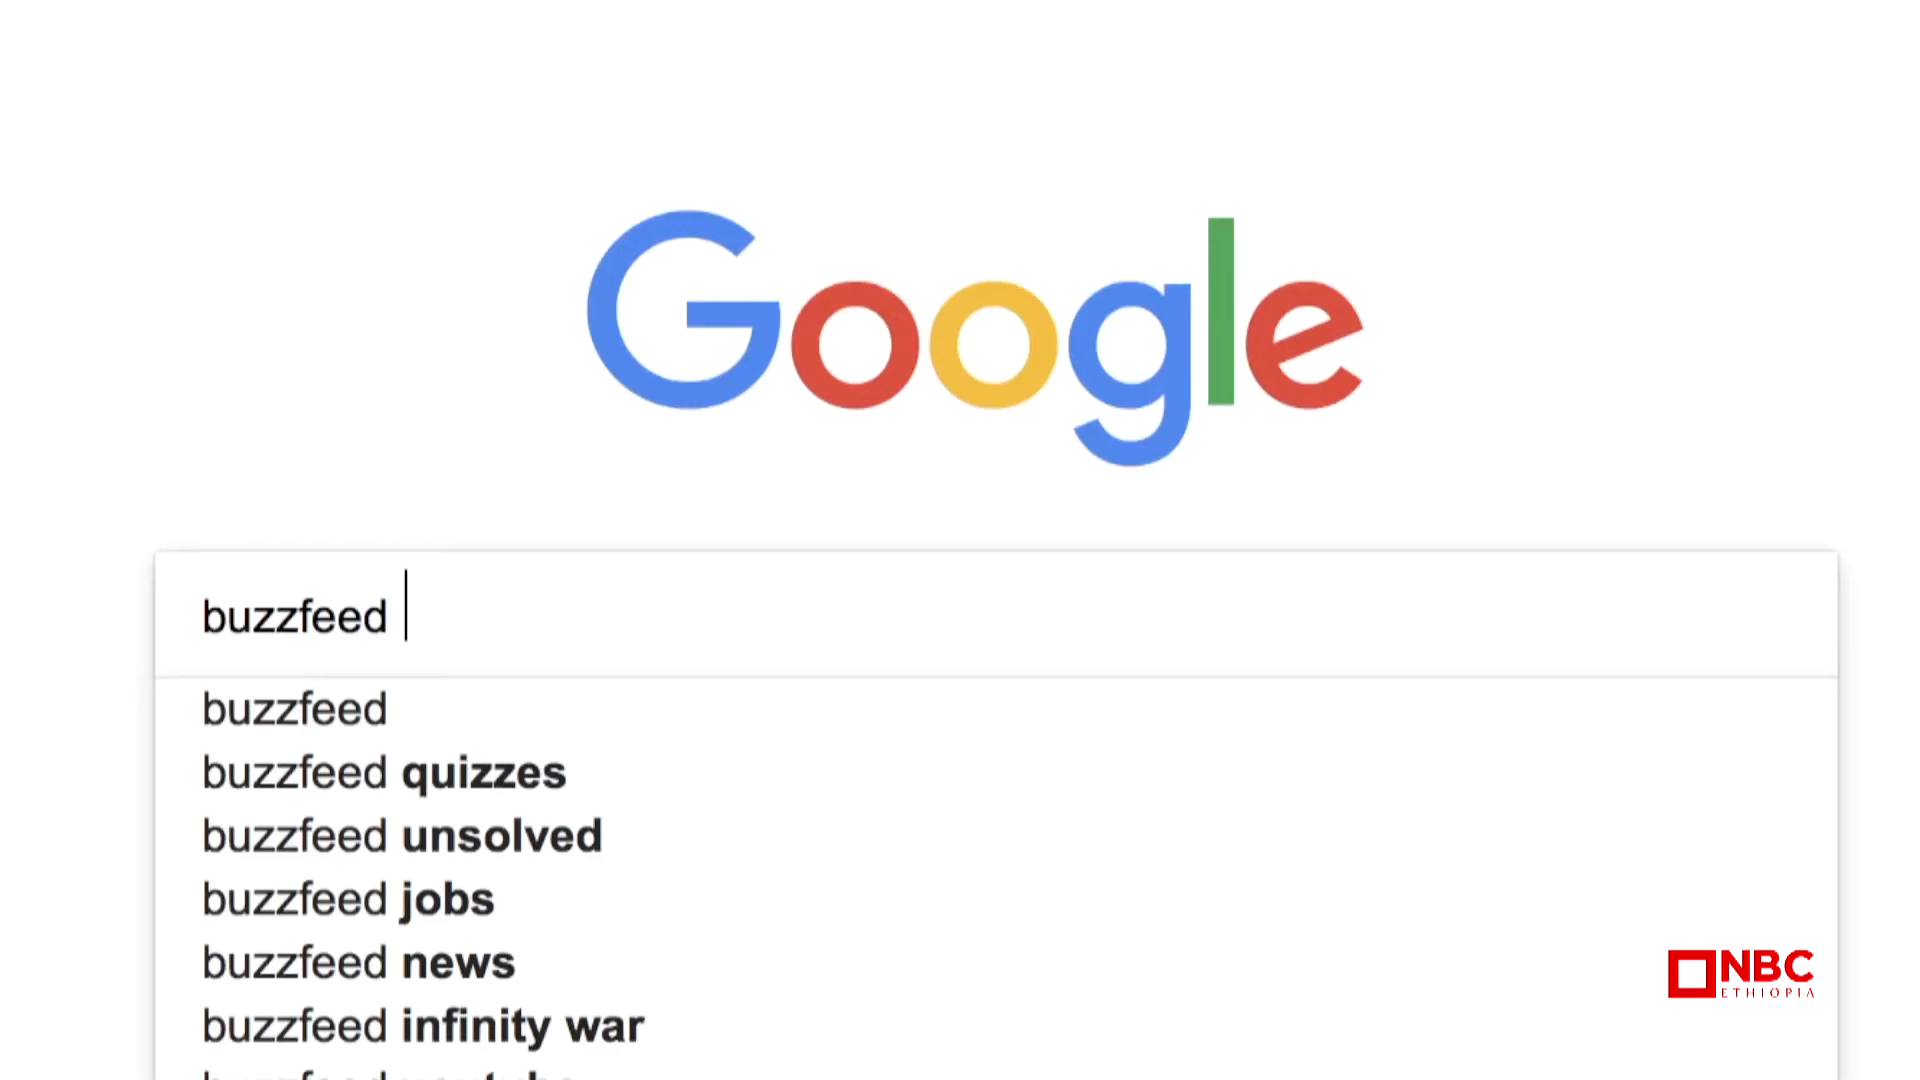 Google
buzzfeed
buzzfeed
buzzfeed quizzes
buzzfeed unsolved
buzzfeed jobs
buzzfeed news
buzzfeed infinity war
NBC
ETHIOPIA